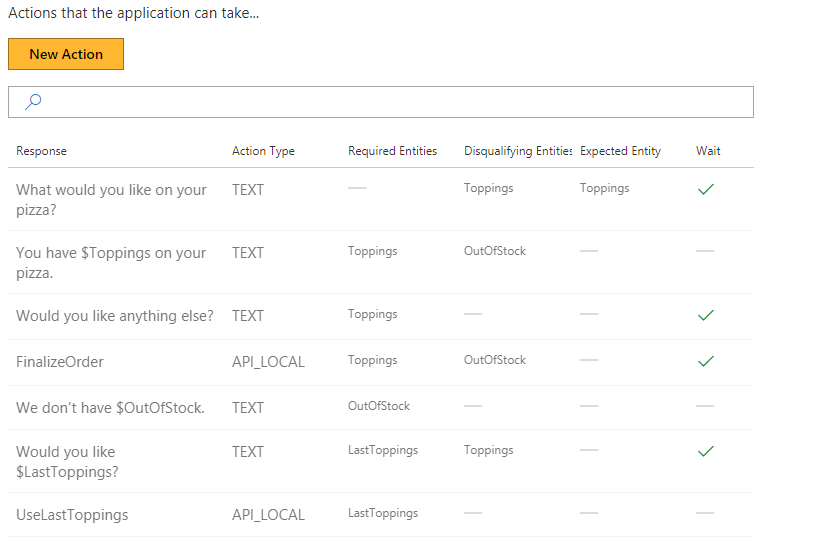 Actions that the application can take...
New Action
Response Action Type Required Entities Disqualifying Entities Expected Entity Wait
What would you like on your TEXT Toppings Toppings
pizza?
You have $Toppings on your TEXT Toppings OutOfStock
pizza.
Would you like anything else? TEXT Toppings
FinalizeOrder API_LOCAL Toppings OutOfStock
We don't have $OutOfStock. TEXT OutOfStock
Would you like TEXT LastToppings Toppings
$LastToppings?
UseLastToppings API_LOCAL LastToppings